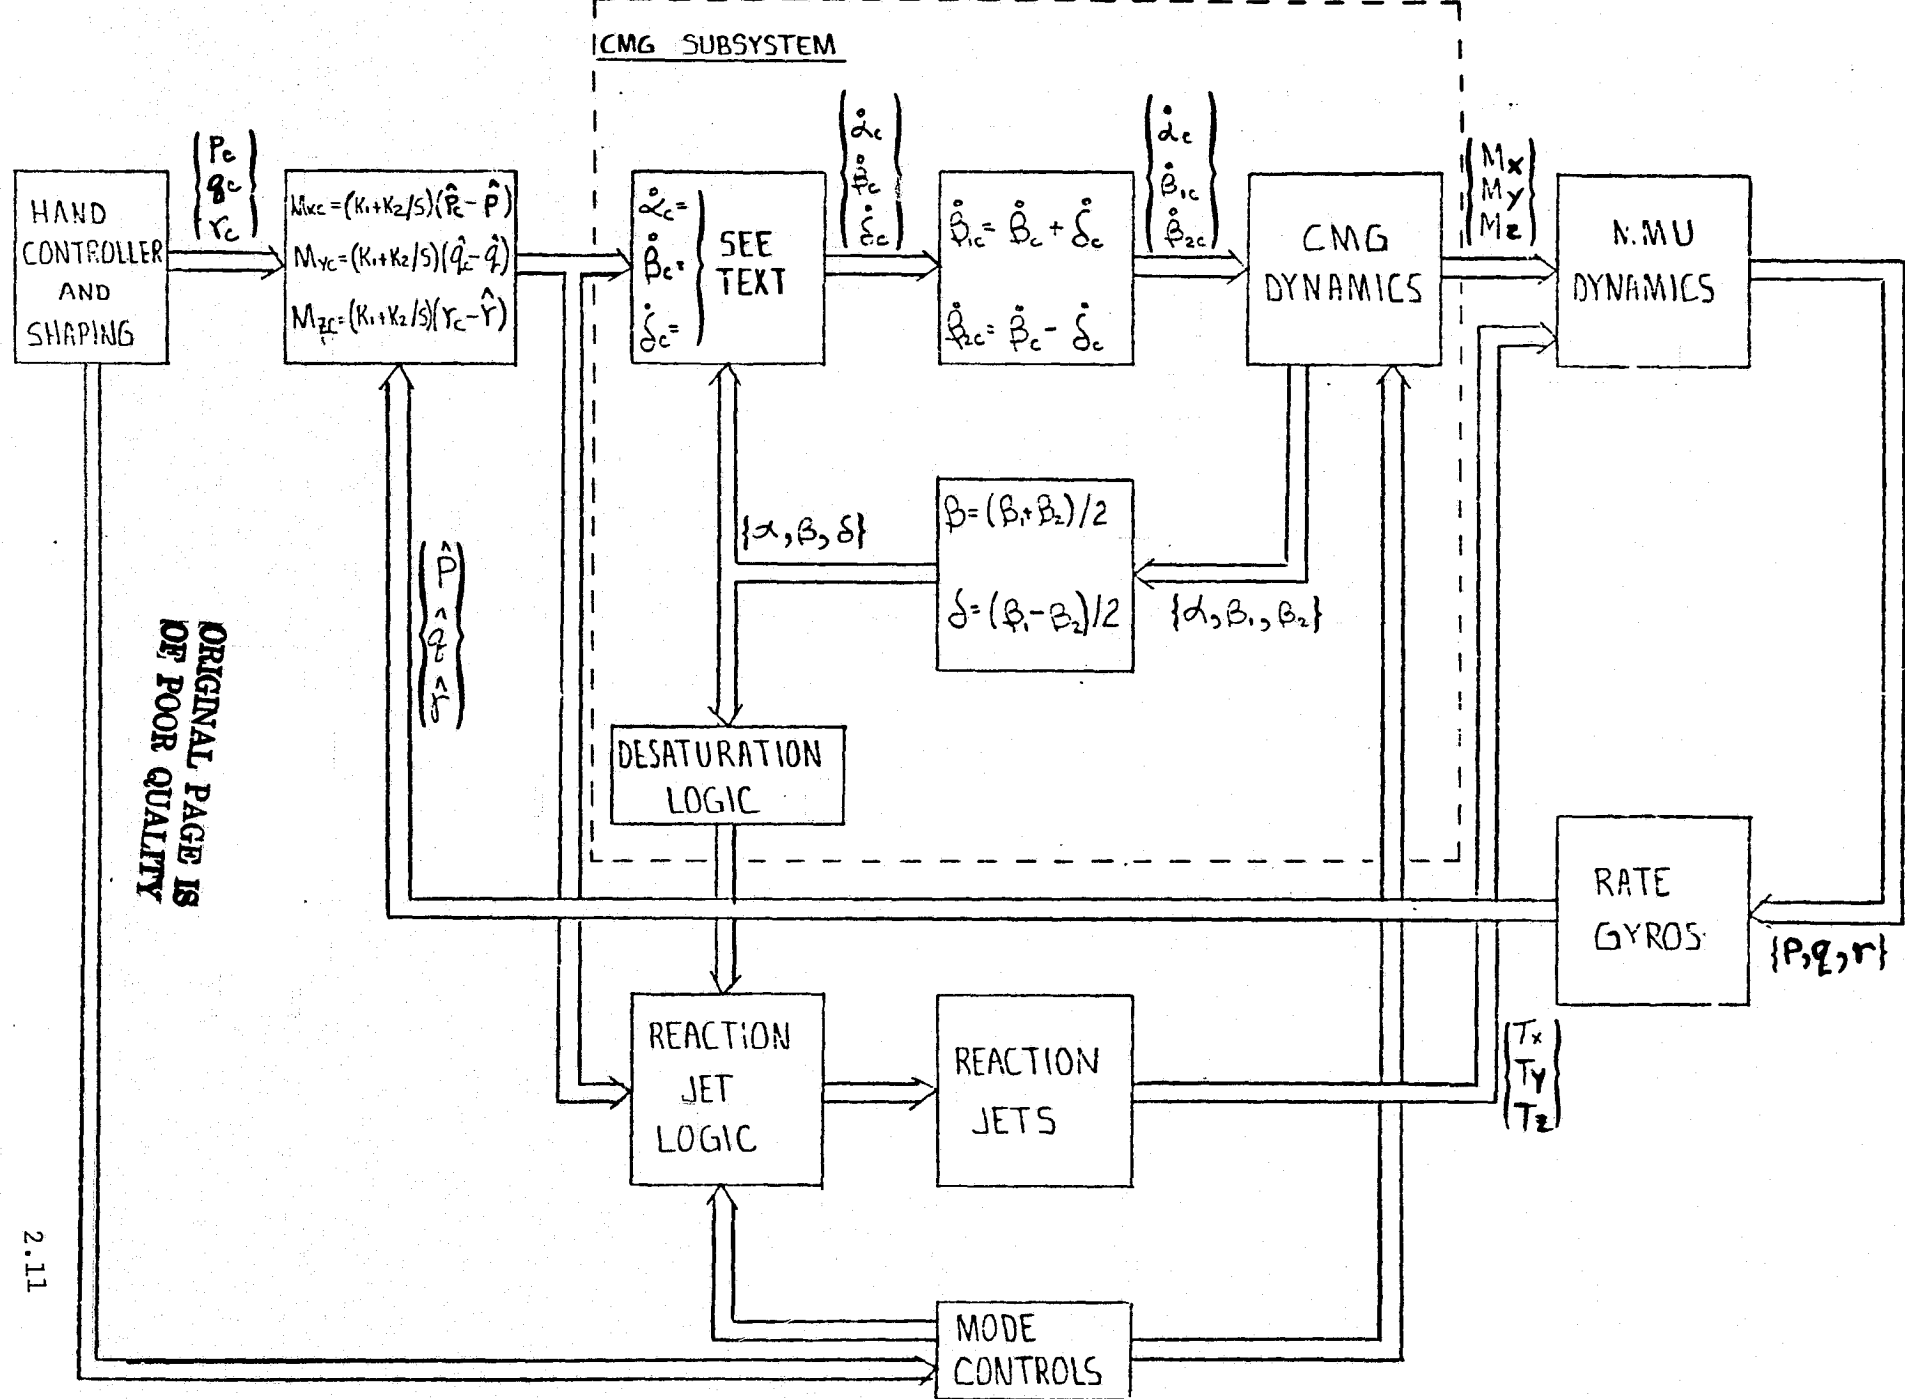 CMG SUBSYSTEM
HAND
CONTROLLER
AND
SHAPING
{Pc
qc
rc}
Mxc=(K1+K2/S)(P̂c-P̂)
Myc=(K1+K2/S)(q̂c-q̂)
Mzc=(K1+K2/S)(rc-r̂)
α̇c=
β̇c=
δ̇c=
SEE
TEXT
{α̇c
β̇c
δ̇c}
β̇1c=β̇c+δ̇c
β̇2c=β̇c-δ̇c
{α̇c
β̇1c
β̇2c}
CMG
DYNAMICS
{Mx
My
Mz}
DYNAMICS
{α,β,δ}
β=(β1+β2)/2
δ=(β1-β2)/2
{α,β1,β2}
{P̂
q̂
r̂}
DESATURATION
LOGIC
RATE
GYROS
{P,q,r}
REACTION
JET
LOGIC
REACTION
JETS
{Tx
Ty
Tz}
MODE
CONTROLS
ORIGINAL PAGE IS
OF POOR QUALITY
2.11